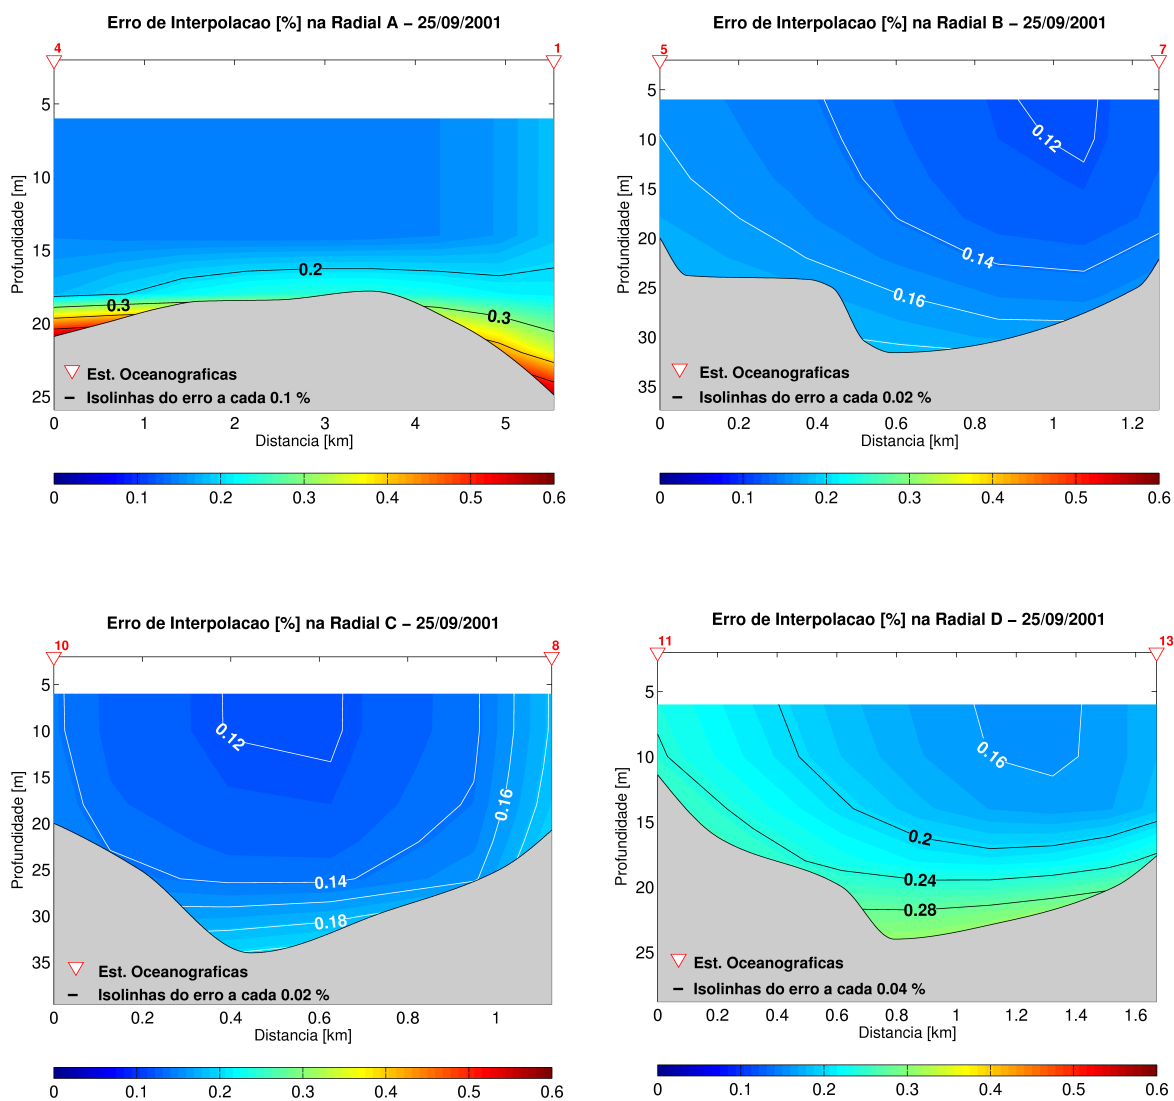 Erro de Interpolacao [%] na Radial A − 25/09/2001
4
1
5
10
15
20
25
Profundidade [m]
0.2
0.3
0.3
Est. Oceanograficas
Isolinhas do erro a cada 0.1 %
0 1 2 3 4 5
Distancia [km]
0 0.1 0.2 0.3 0.4 0.5 0.6
Erro de Interpolacao [%] na Radial B − 25/09/2001
5
7
5
10
15
20
25
30
35
Profundidade [m]
0.12
0.14
0.16
Est. Oceanograficas
Isolinhas do erro a cada 0.02 %
0 0.2 0.4 0.6 0.8 1 1.2
Distancia [km]
0 0.1 0.2 0.3 0.4 0.5 0.6
Erro de Interpolacao [%] na Radial C − 25/09/2001
10
8
5
10
15
20
25
30
35
Profundidade [m]
0.12
0.16
0.14
0.18
Est. Oceanograficas
Isolinhas do erro a cada 0.02 %
0 0.2 0.4 0.6 0.8 1
Distancia [km]
0 0.1 0.2 0.3 0.4 0.5 0.6
Erro de Interpolacao [%] na Radial D − 25/09/2001
11
13
5
10
15
20
25
Profundidade [m]
0.16
0.2
0.24
0.28
Est. Oceanograficas
Isolinhas do erro a cada 0.04 %
0 0.2 0.4 0.6 0.8 1 1.2 1.4 1.6
Distancia [km]
0 0.1 0.2 0.3 0.4 0.5 0.6